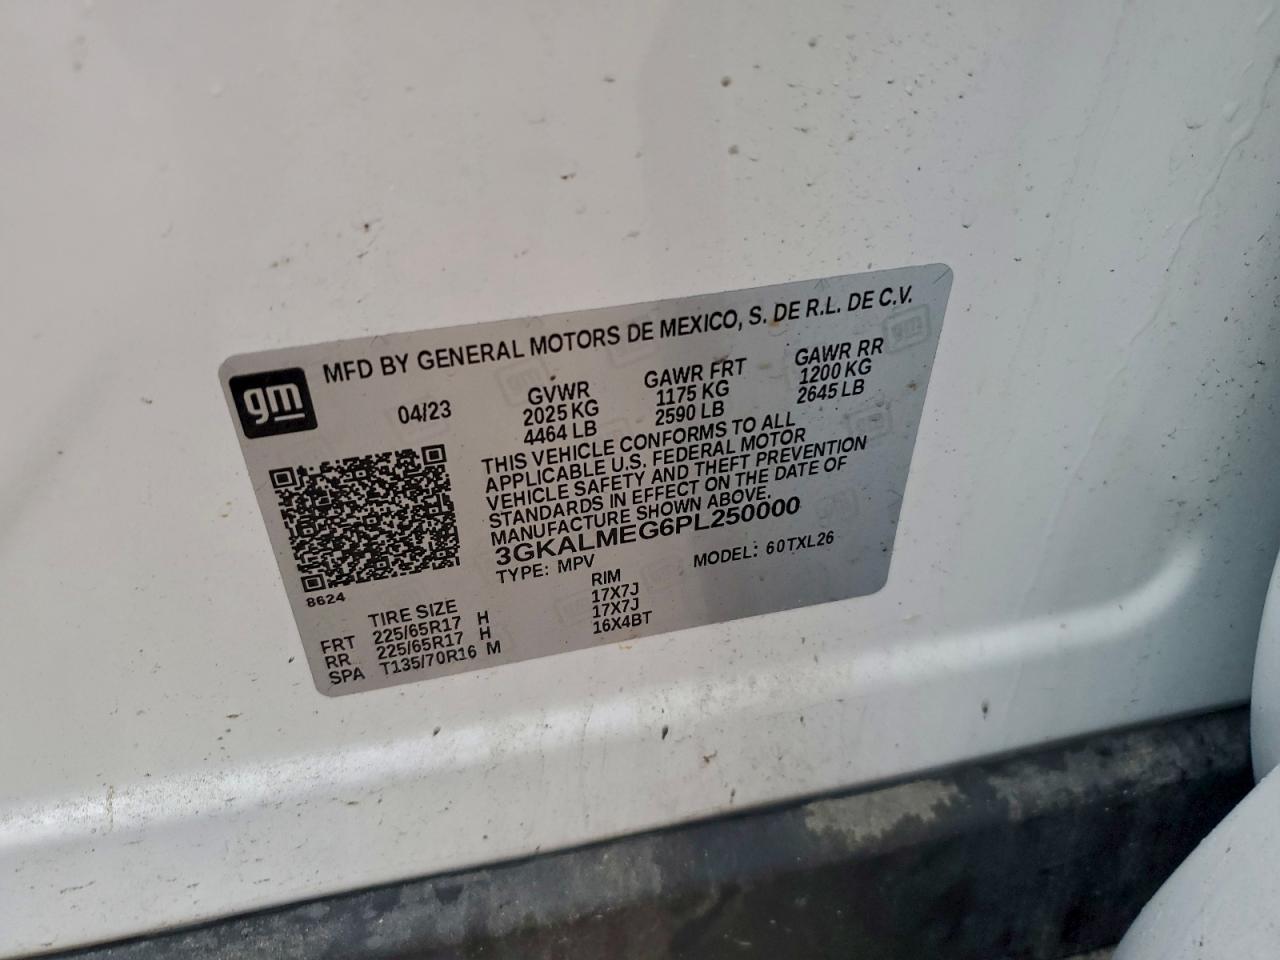 MFD BY GENERAL MOTORS DE MEXICO, S. DE R.L. DE C.V.
gm
04/23
GVWR GAWR FRT GAWR RR
2025 KG 1175 KG 1200 KG
4464 LB 2590 LB 2645 LB
THIS VEHICLE CONFORMS TO ALL
APPLICABLE U.S. FEDERAL MOTOR
VEHICLE SAFETY AND THEFT PREVENTION
STANDARDS IN EFFECT ON THE DATE OF
MANUFACTURE SHOWN ABOVE.
3GKALMEG6PL250000
TYPE: MPV MODEL: 60TXL26
8624
TIRE SIZE RIM
FRT 225/65R17 H 17X7J
RR 225/65R17 H 17X7J
SPA T135/70R16 M 16X4BT